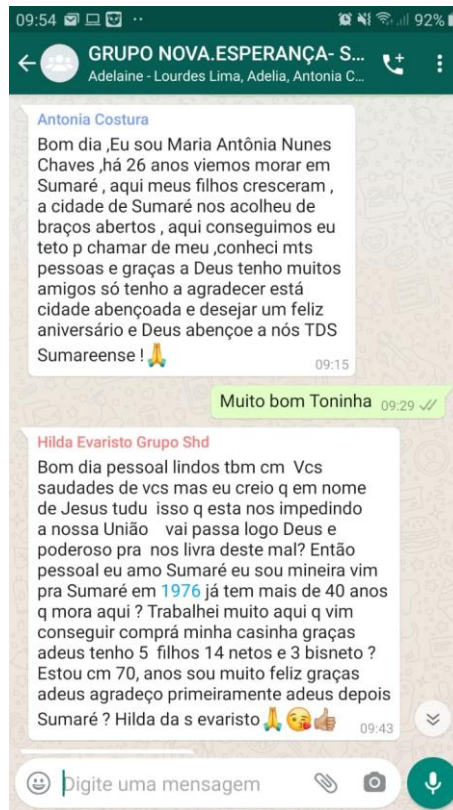 09:54 92%
GRUPO NOVA.ESPERANÇA- S...
Adelaine - Lourdes Lima, Adelia, Antonia C...
Antonia Costura
Bom dia ,Eu sou Maria Antônia Nunes
Chaves ,há 26 anos viemos morar em
Sumaré , aqui meus filhos cresceram ,
a cidade de Sumaré nos acolheu de
braços abertos , aqui conseguimos eu
teto p chamar de meu ,conheci mts
pessoas e graças a Deus tenho muitos
amigos só tenho a agradecer está
cidade abençoada e desejar um feliz
aniversário e Deus abençoe a nós TDS
Sumareense ! 🙏
09:15
Muito bom Toninha 09:29
Hilda Evaristo Grupo Shd
Bom dia pessoal lindos tbm cm Vcs
saudades de vcs mas eu creio q em nome
de Jesus tudu isso q esta nos impedindo
a nossa União vai passa logo Deus e
poderoso pra nos livra deste mal? Então
pessoal eu amo Sumaré eu sou mineira vim
pra Sumaré em 1976 já tem mais de 40 anos
q mora aqui ? Trabalhei muito aqui q vim
conseguir comprá minha casinha graças
adeus tenho 5 filhos 14 netos e 3 bisneto ?
Estou cm 70, anos sou muito feliz graças
adeus agradeço primeiramente adeus depois
Sumaré ? Hilda da s evaristo 🙏😘👍
09:43
Digite uma mensagem